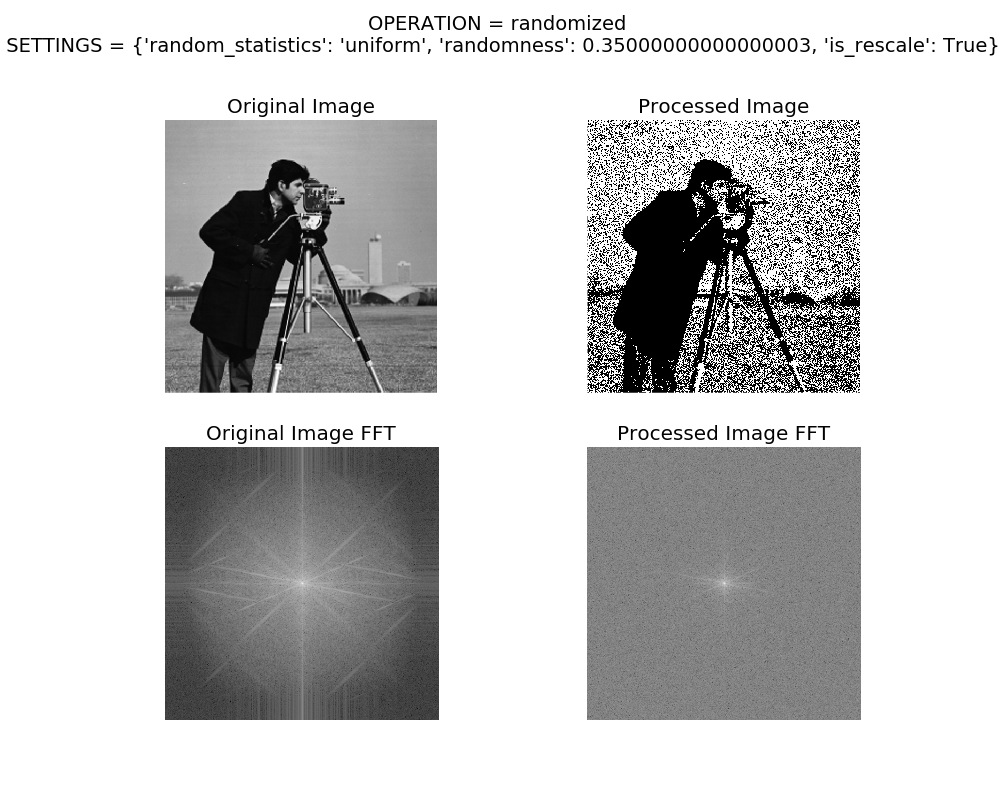 OPERATION = randomized
SETTINGS = {'random_statistics': 'uniform', 'randomness': 0.35000000000000003, 'is_rescale': True}
Original Image
Processed Image
Original Image FFT
Processed Image FFT